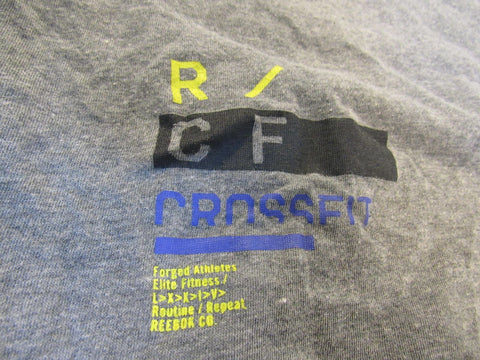 R /
C F
CROSSFIT
Forged Athletes
Elite Fitness /
L>X>X>I>V>
Routine / Repeat
REEBOK CO.